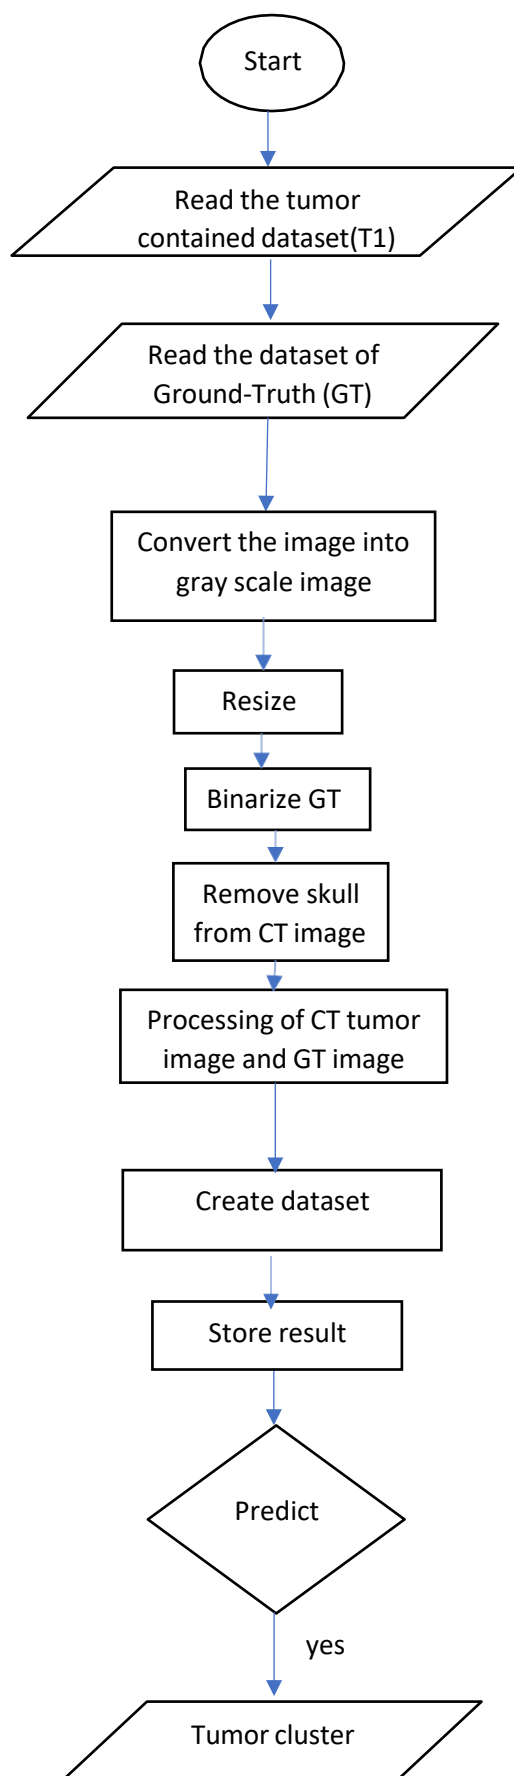 Start
Read the tumor
contained dataset(T1)
Read the dataset of
Ground-Truth (GT)
Convert the image into
gray scale image
Resize
Binarize GT
Remove skull
from CT image
Processing of CT tumor
image and GT image
Create dataset
Store result
Predict
yes
Tumor cluster